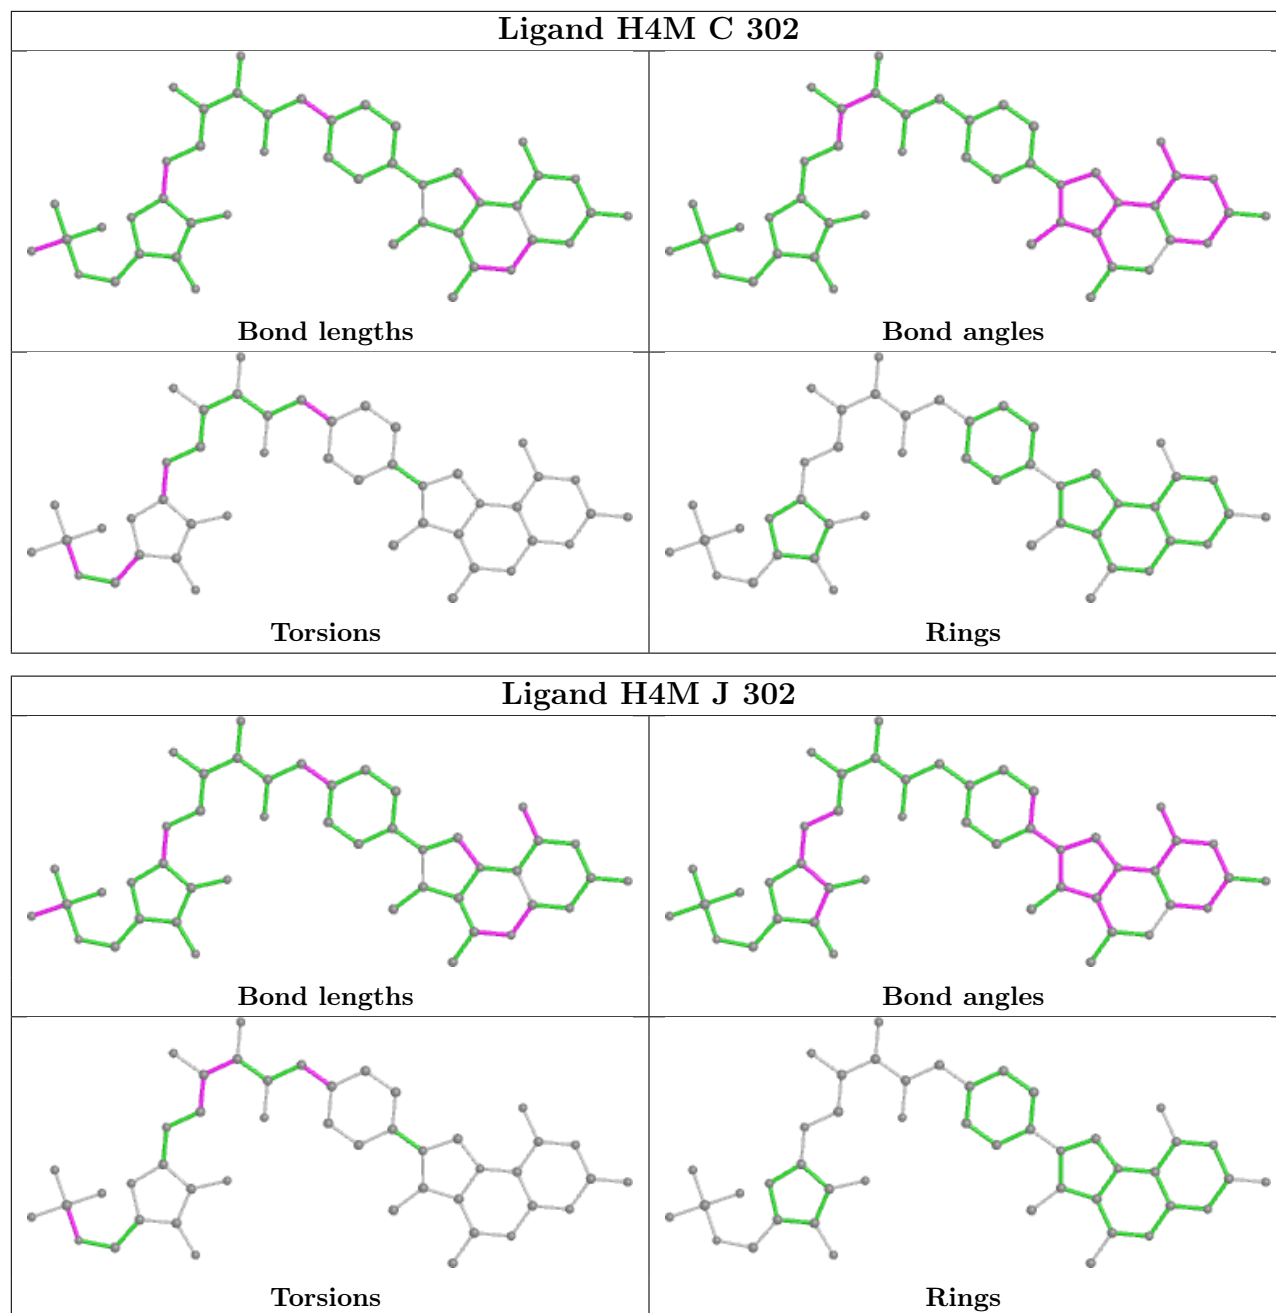 Ligand H4M C 302
Bond lengths
Bond angles
Torsions
Rings
Ligand H4M J 302
Bond lengths
Bond angles
Torsions
Rings